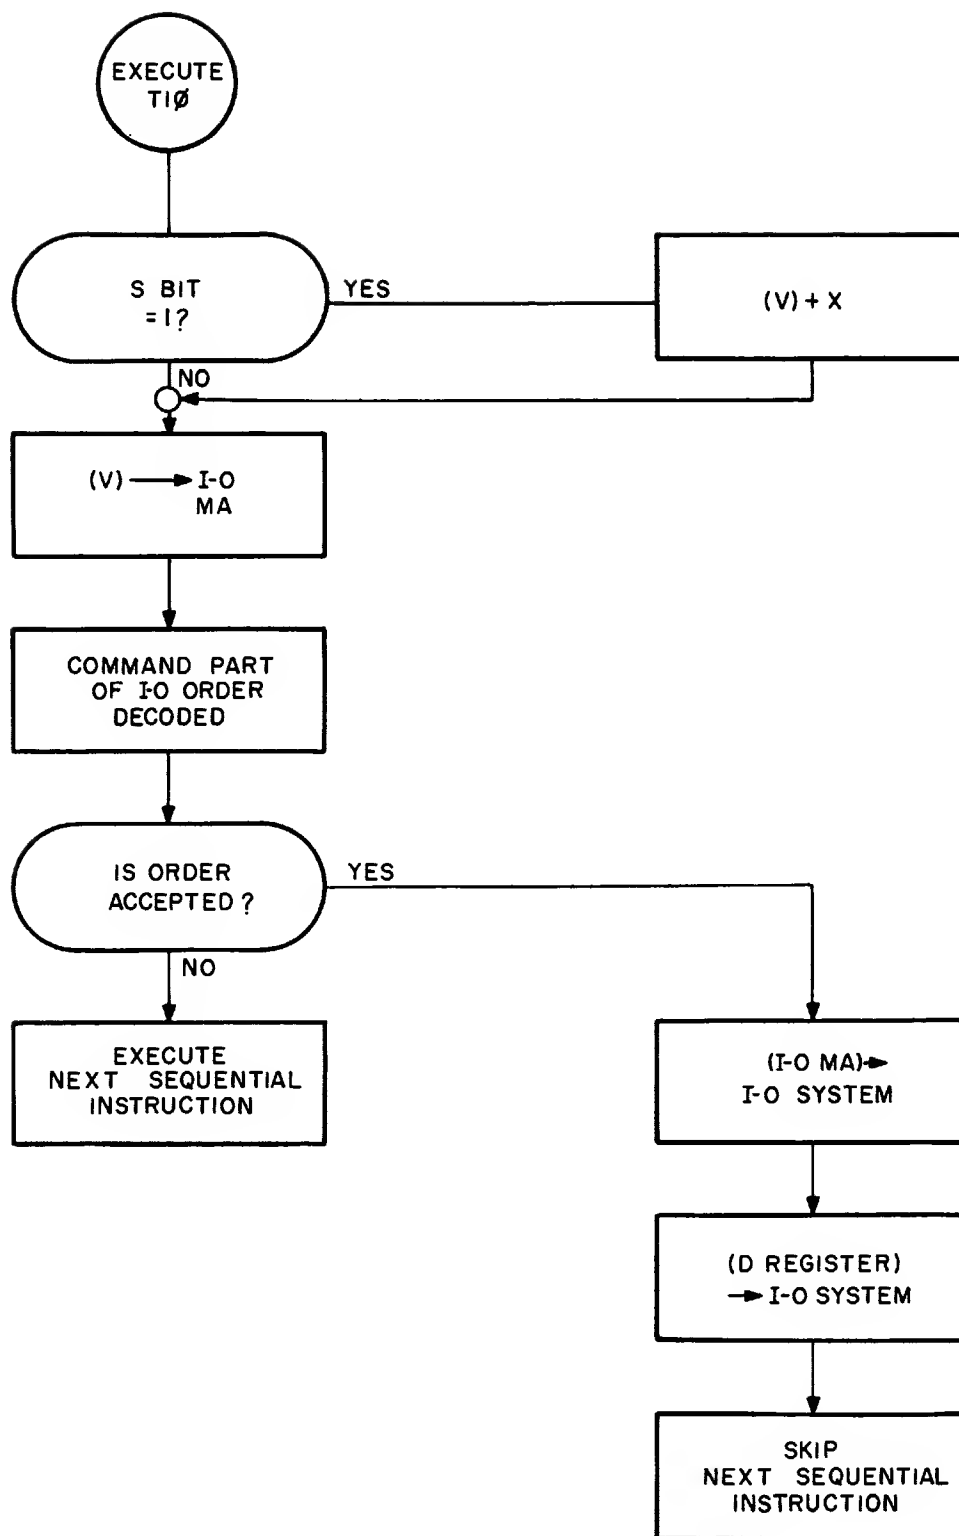 EXECUTE
TIØ
S BIT
= I?
YES
(V) + X
NO
(V) → I-O
MA
COMMAND PART
OF I-O ORDER
DECODED
IS ORDER
ACCEPTED ?
YES
NO
EXECUTE
NEXT SEQUENTIAL
INSTRUCTION
(I-O MA)→
I-O SYSTEM
(D REGISTER)
→ I-O SYSTEM
SKIP
NEXT SEQUENTIAL
INSTRUCTION